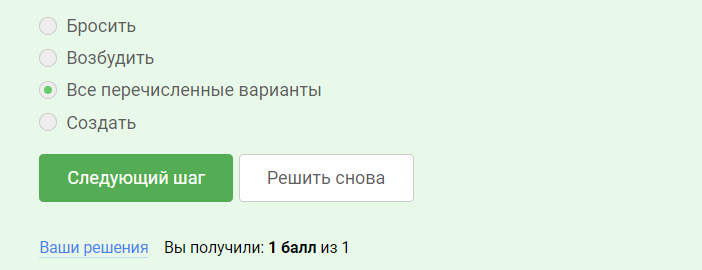 Бросить
Возбудить
Все перечисленные варианты
Создать
Следующий шаг Решить снова
Ваши решения Вы получили: 1 балл из 1